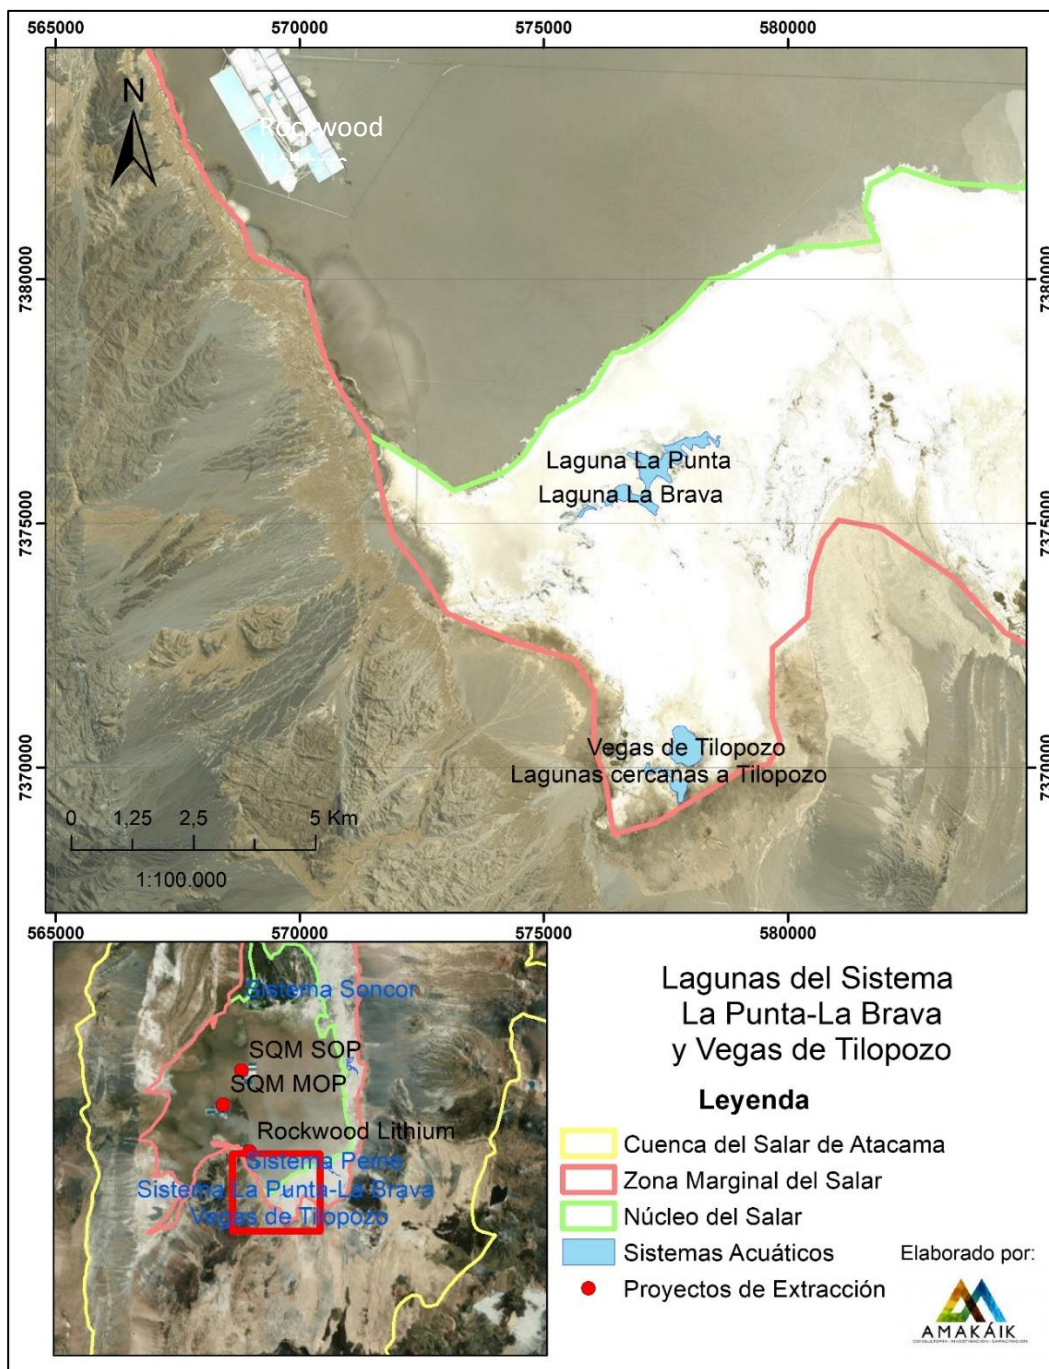 565000 570000 575000 580000
N
Rockwood
7380000 7380000
Laguna La Punta
Laguna La Brava
7375000 7375000
Vegas de Tilopozo
Lagunas cercanas a Tilopozo
7370000 7370000
0 1,25 2,5 5 Km
1:100.000
565000 570000 575000 580000
Sistema Soncor
SQM SOP
SQM MOP
Rockwood Lithium
Sistema Peine
Sistema La Punta-La Brava
Vegas de Tilopozo
Lagunas del Sistema
La Punta-La Brava
y Vegas de Tilopozo
Leyenda
Cuenca del Salar de Atacama
Zona Marginal del Salar
Núcleo del Salar
Sistemas Acuáticos
Proyectos de Extracción
Elaborado por:
AMAKÁIK
CONSULTORÍA - INVESTIGACIÓN - CAPACITACIÓN